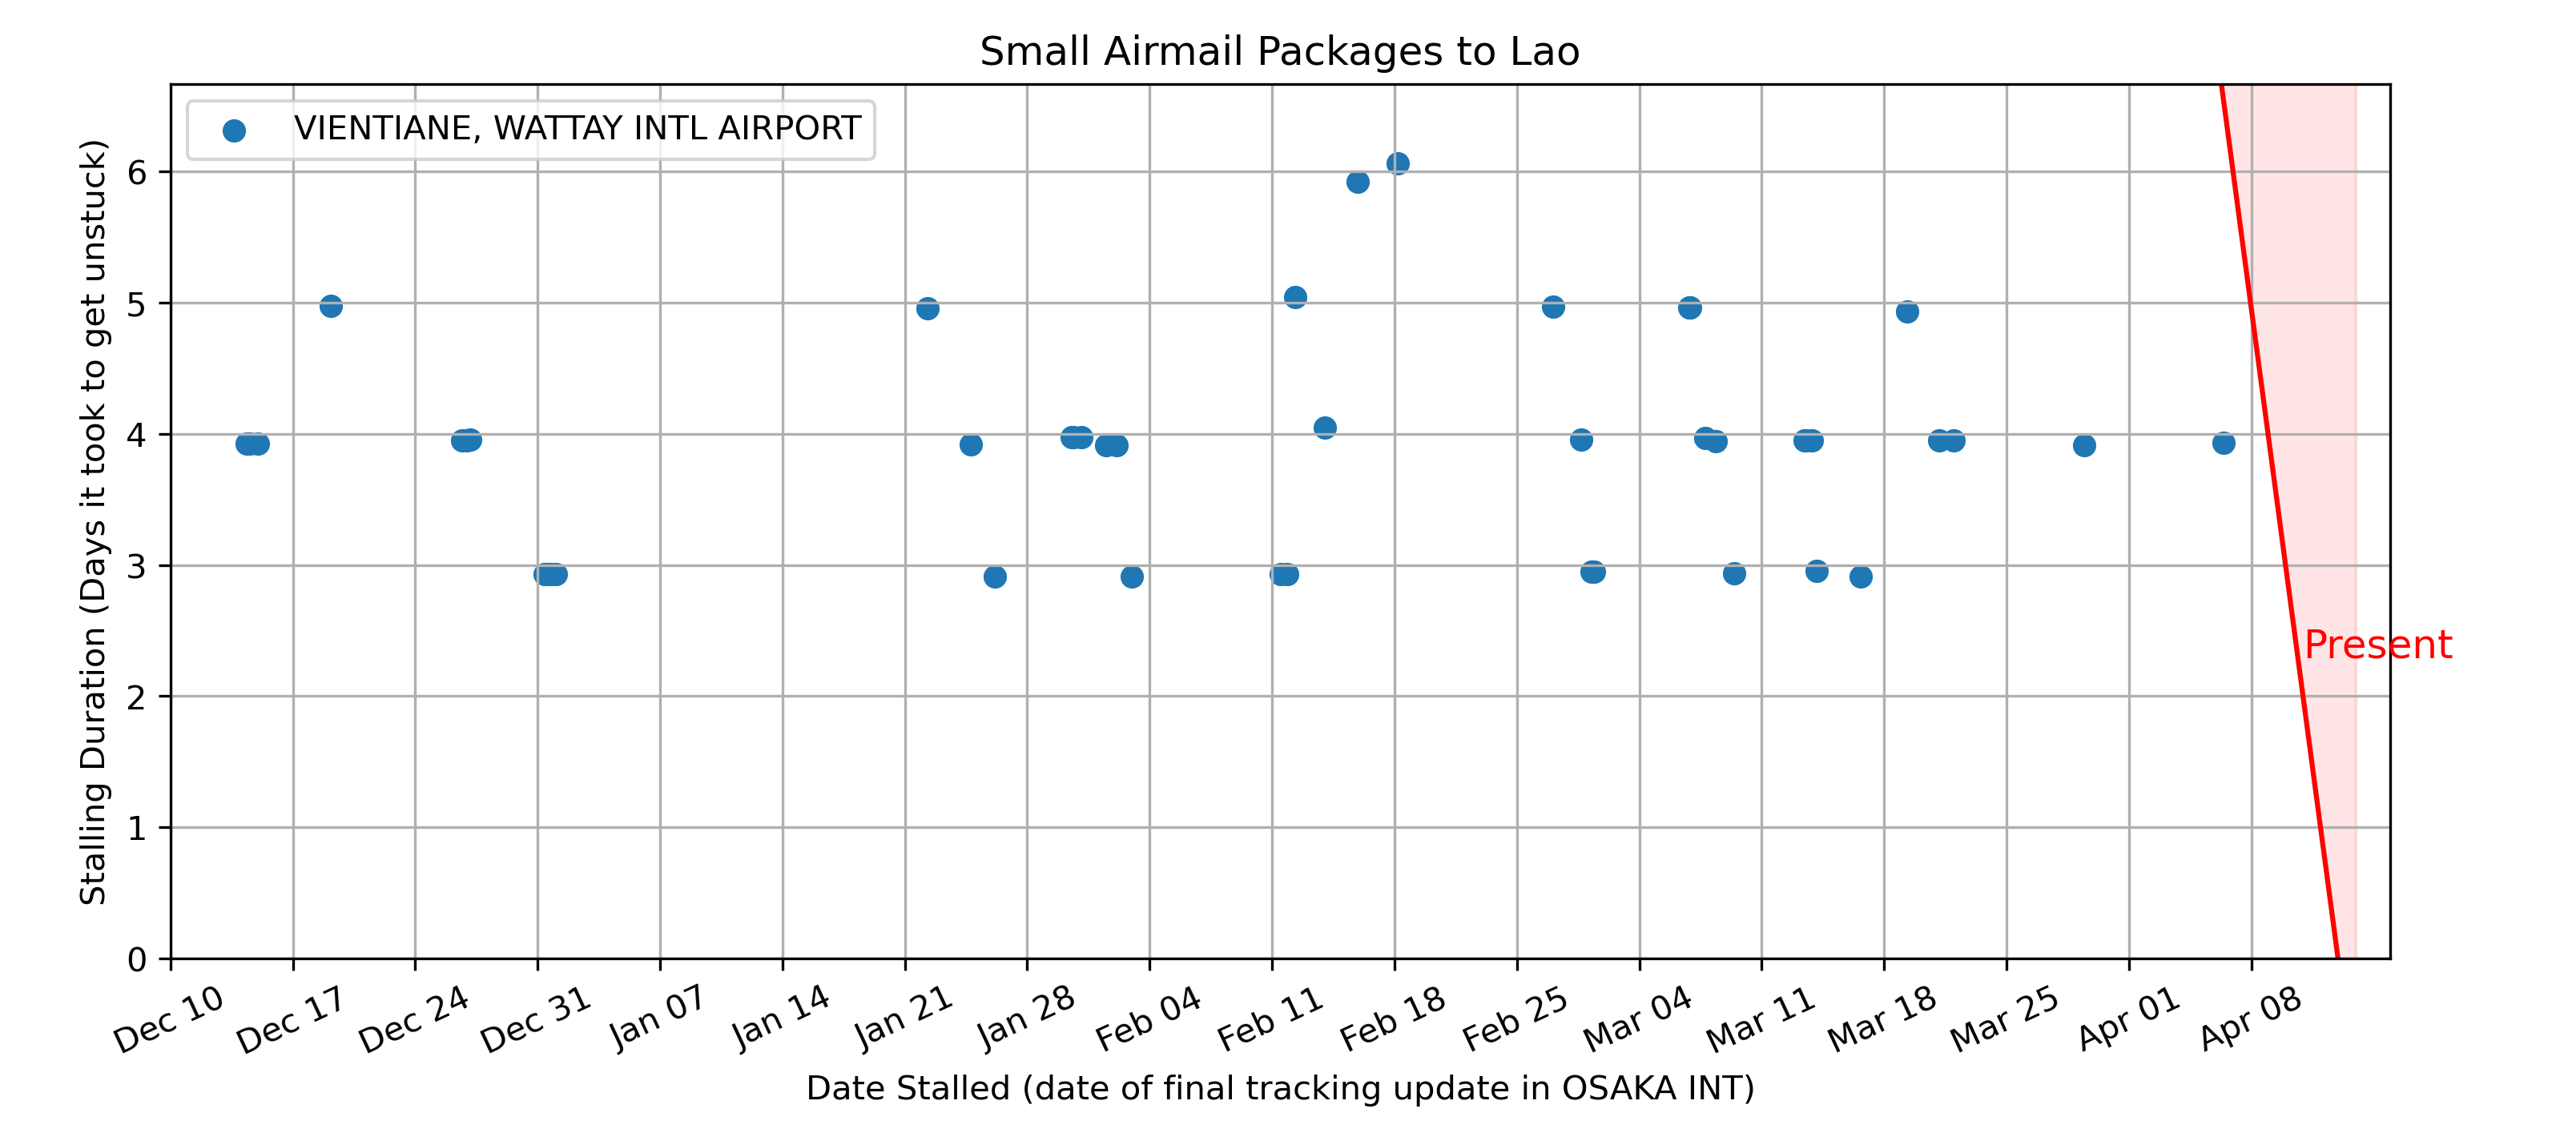 Small Airmail Packages to Lao
VIENTIANE, WATTAY INTL AIRPORT
Stalling Duration (Days it took to get unstuck)
6
5
4
3
2
1
0
Present
Dec 10
Dec 17
Dec 24
Dec 31
Jan 07
Jan 14
Jan 21
Jan 28
Feb 04
Feb 11
Feb 18
Feb 25
Mar 04
Mar 11
Mar 18
Mar 25
Apr 01
Apr 08
Date Stalled (date of final tracking update in OSAKA INT)